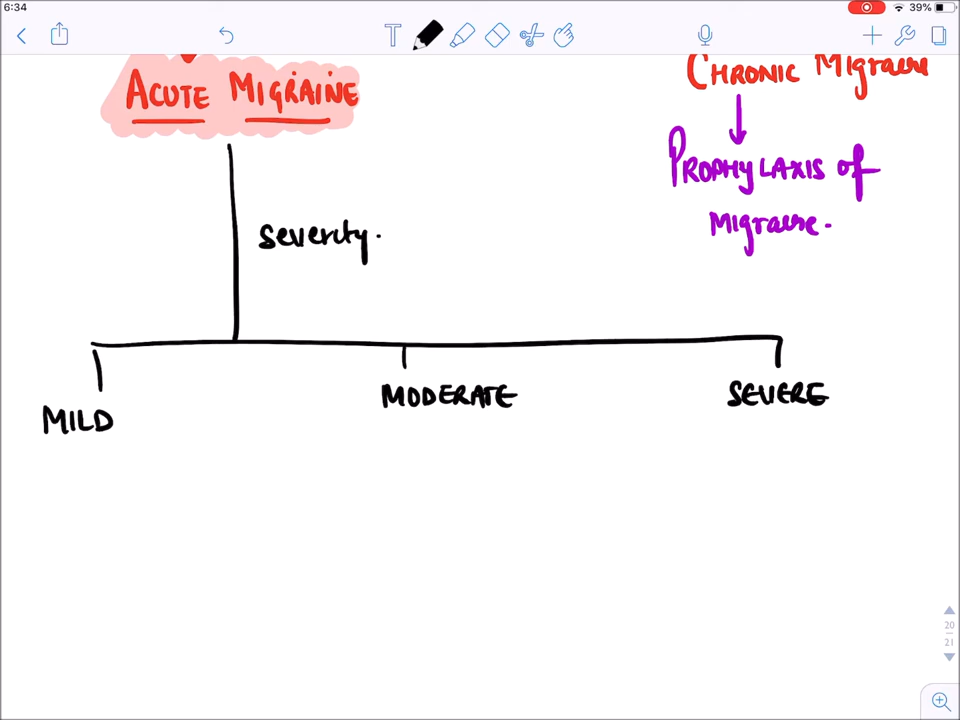 6:34
39%
T
ACUTE MIGRAINE
CHRONIC Migraine
PROPHYLAXIS of
Migraine.
Severity.
MILD
MODERATE
SEVERE
20
21